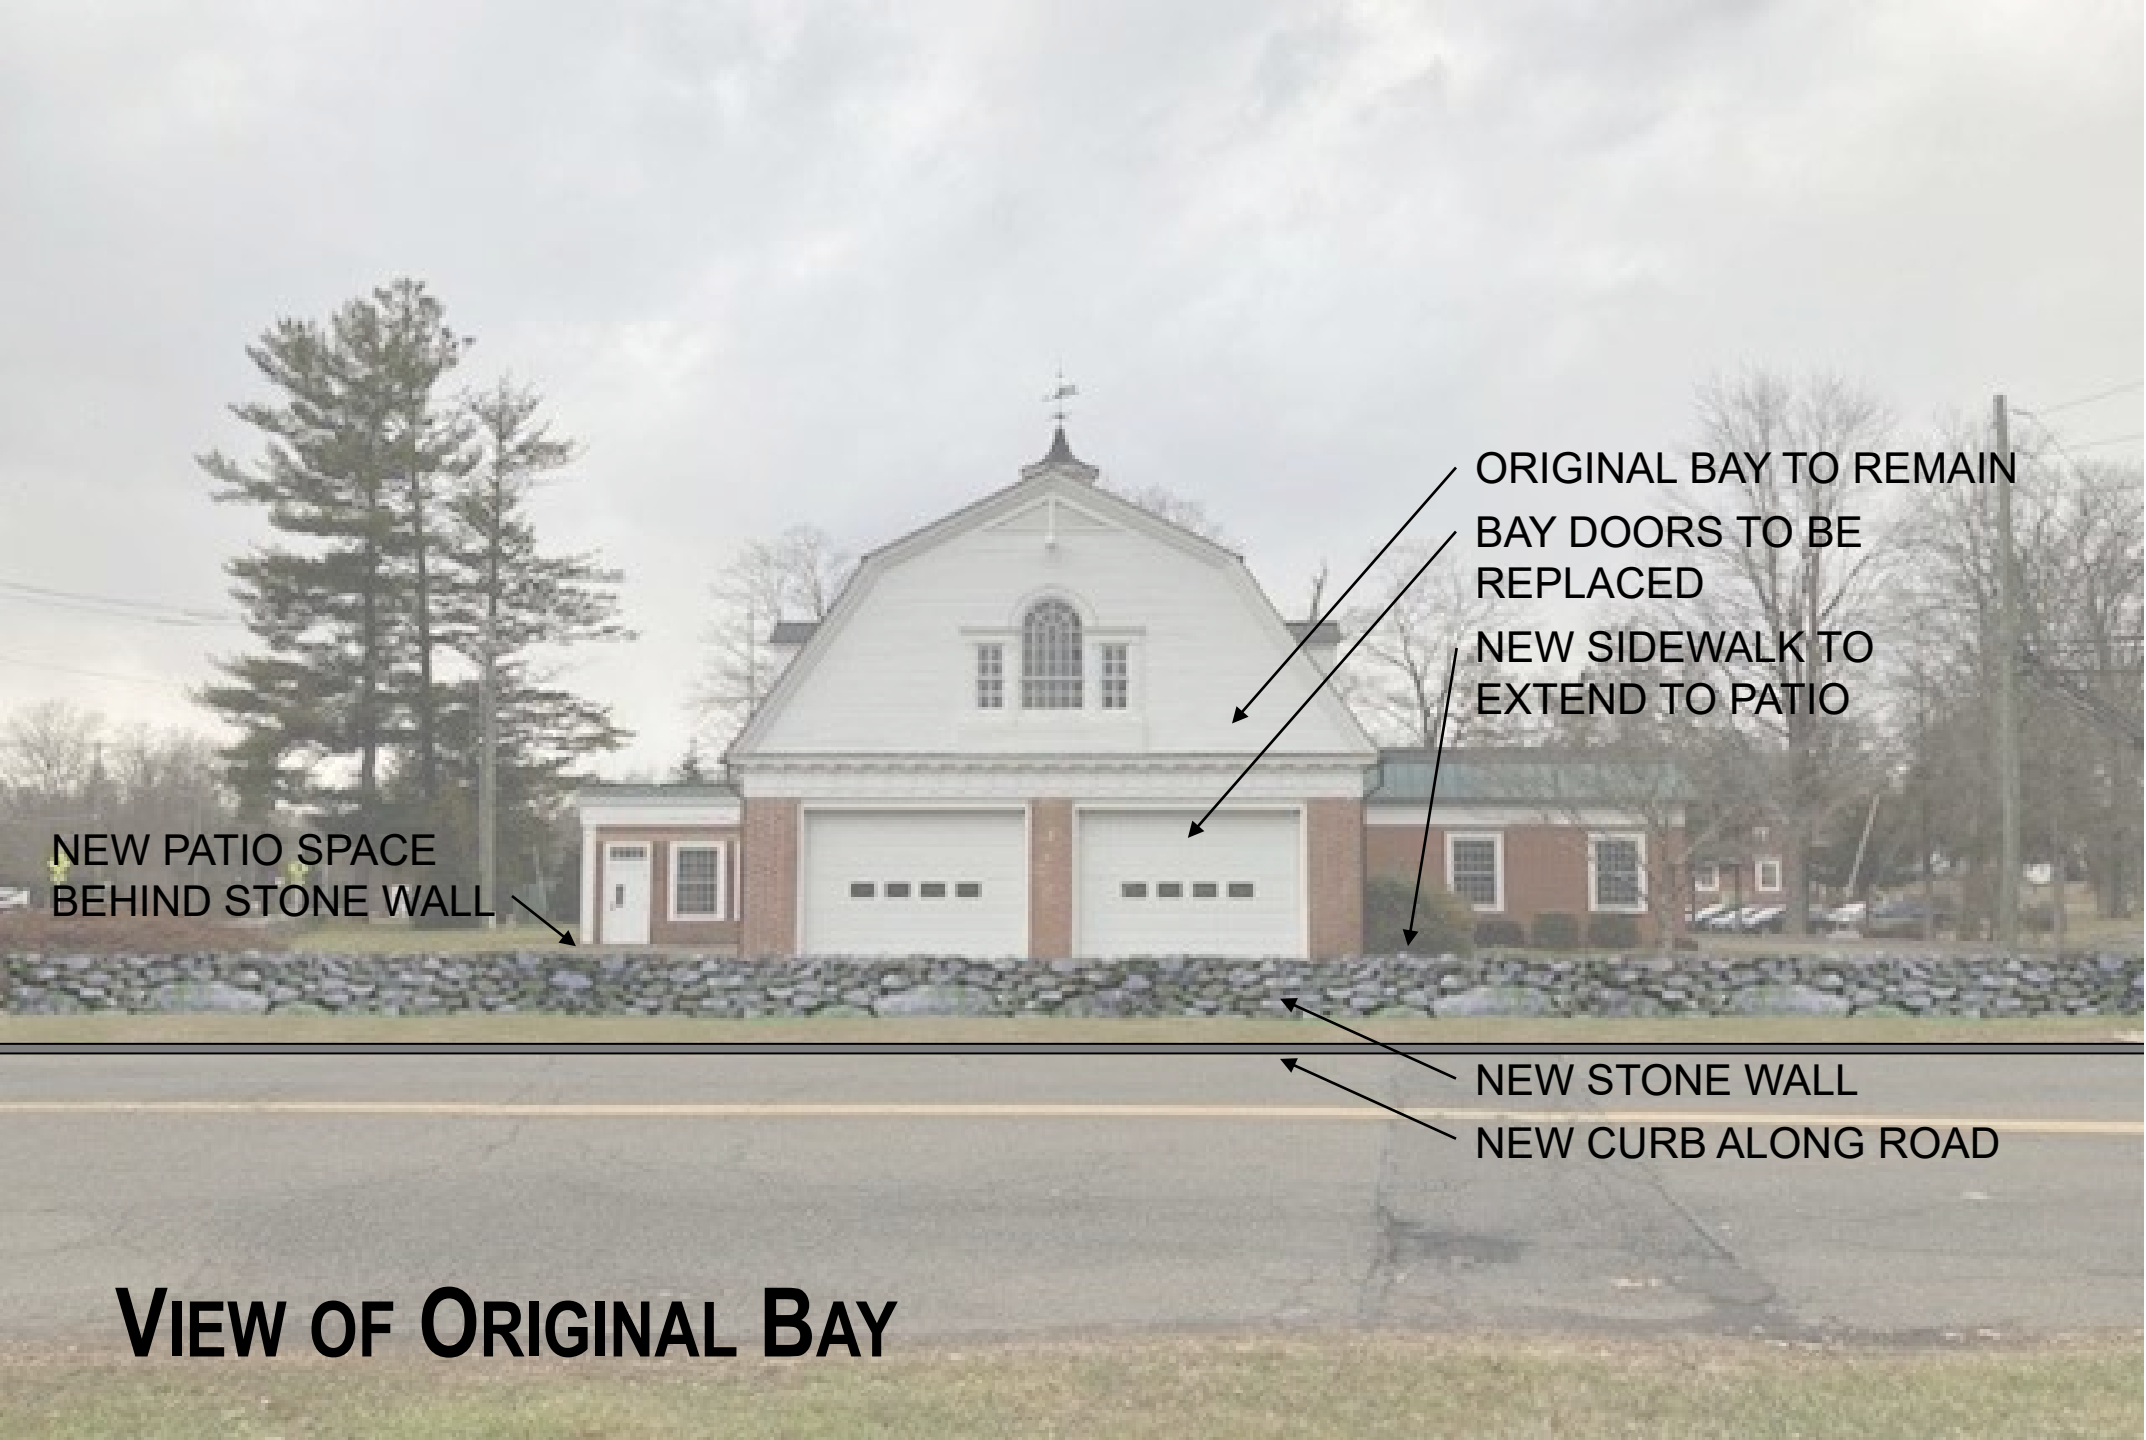 ORIGINAL BAY TO REMAIN
BAY DOORS TO BE
REPLACED
NEW SIDEWALK TO
EXTEND TO PATIO
NEW PATIO SPACE
BEHIND STONE WALL
NEW STONE WALL
NEW CURB ALONG ROAD
VIEW OF ORIGINAL BAY